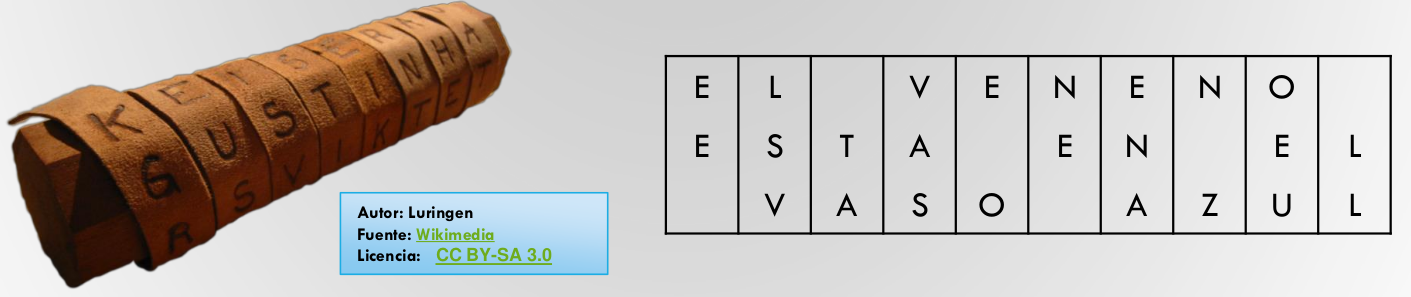 K E I S E R
G U S T I N H A
R S V I K T E
Autor: Luringen
Fuente: Wikimedia
Licencia: CC BY-SA 3.0
E L V E N E N O
E S T A E N E L
V A S O A Z U L